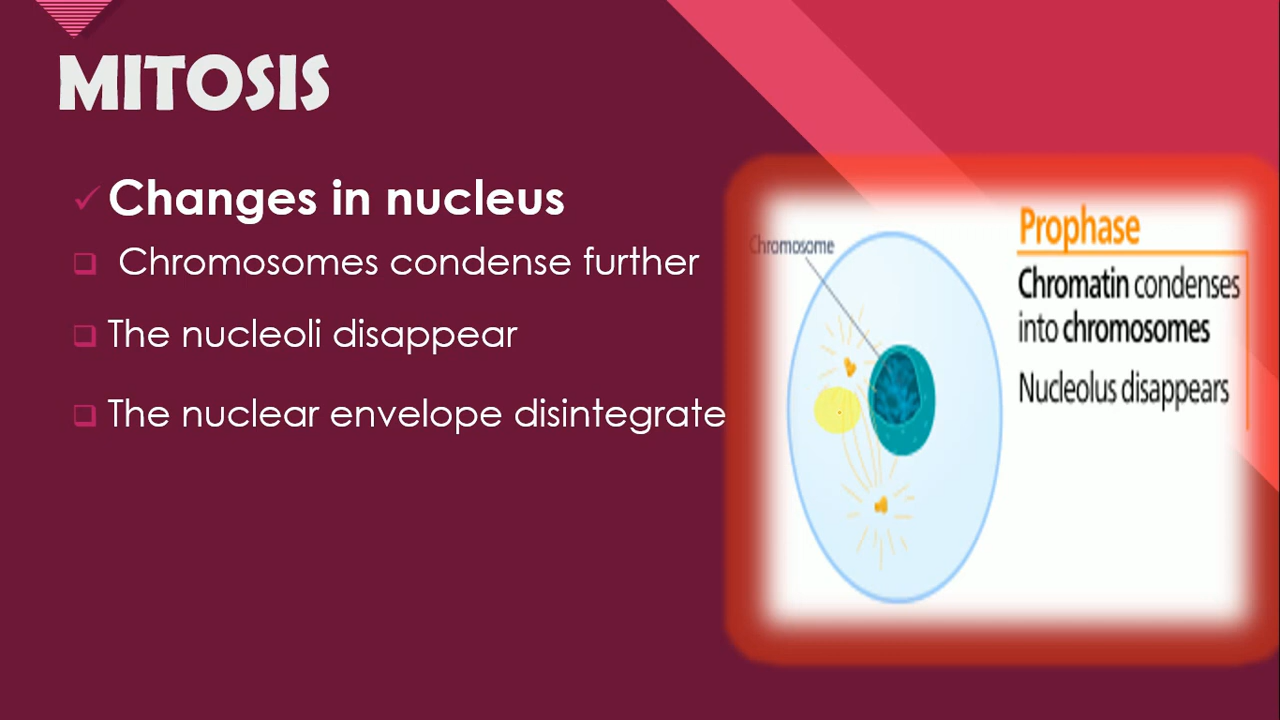 MITOSIS
Changes in nucleus
Chromosomes condense further
The nucleoli disappear
The nuclear envelope disintegrate
Chromosome
Prophase
Chromatin condenses
into chromosomes
Nucleolus disappears